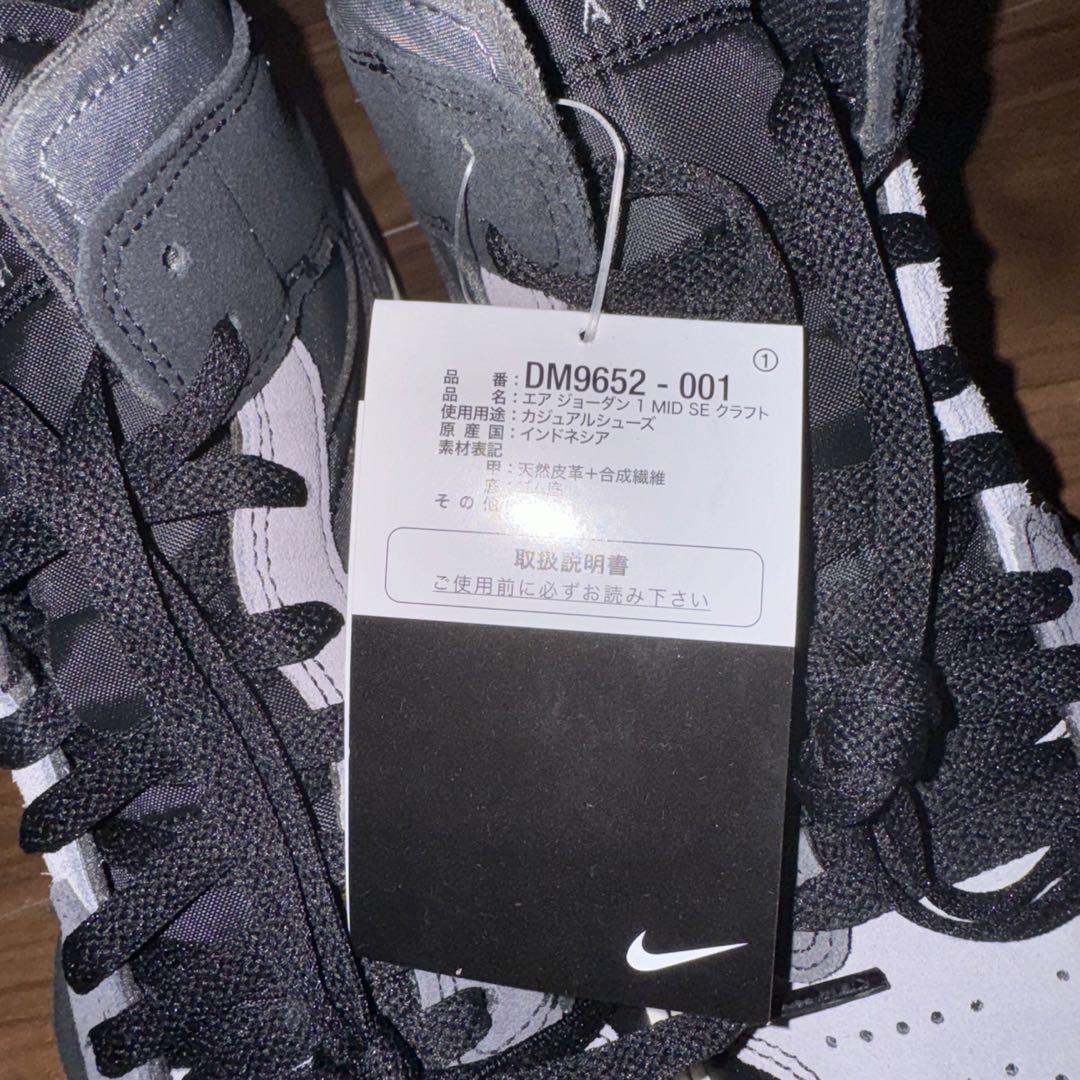 ①
品 番 : DM9652 - 001
品 名 : エア ジョーダン 1 MID SE クラフト
使用用途 : カジュアルシューズ
原 産 国 : インドネシア
素材表記
甲 : 天然皮革+合成繊維
底 :
その他
取扱説明書
ご使用前に必ずお読み下さい